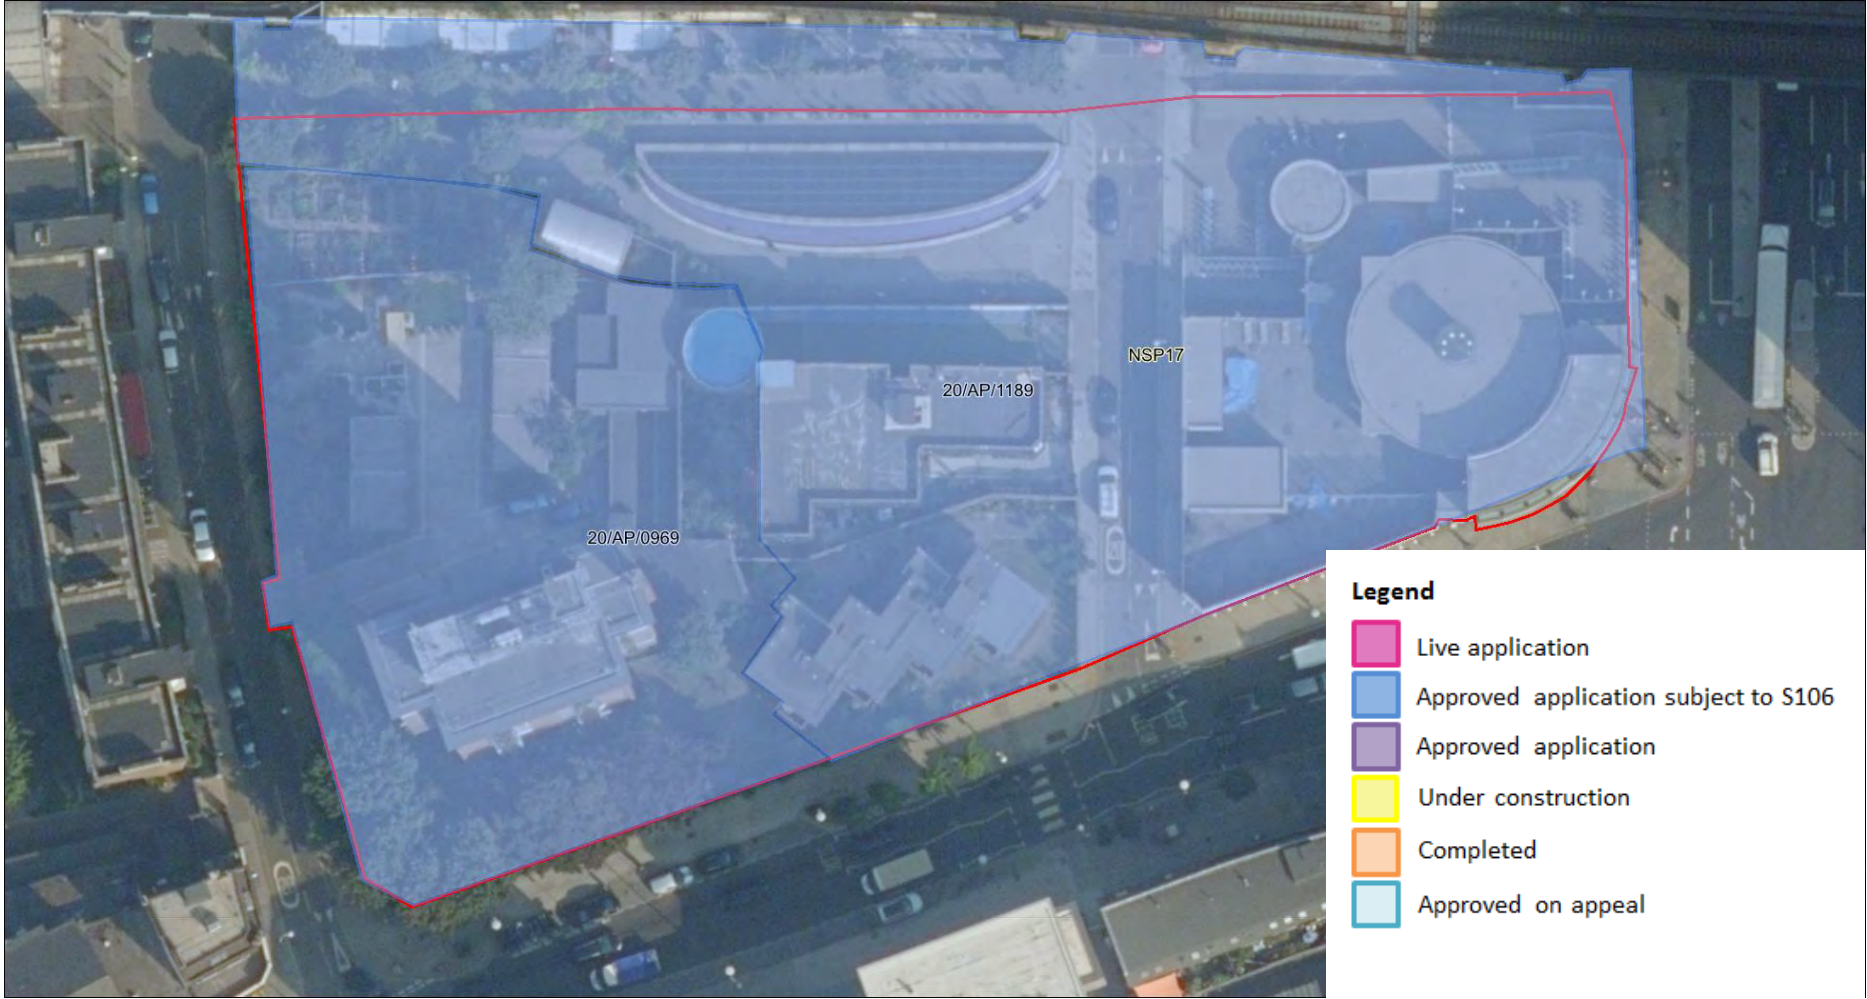 NSP17
20/AP/1189
20/AP/0969
Legend
Live application
Approved application subject to S106
Approved application
Under construction
Completed
Approved on appeal